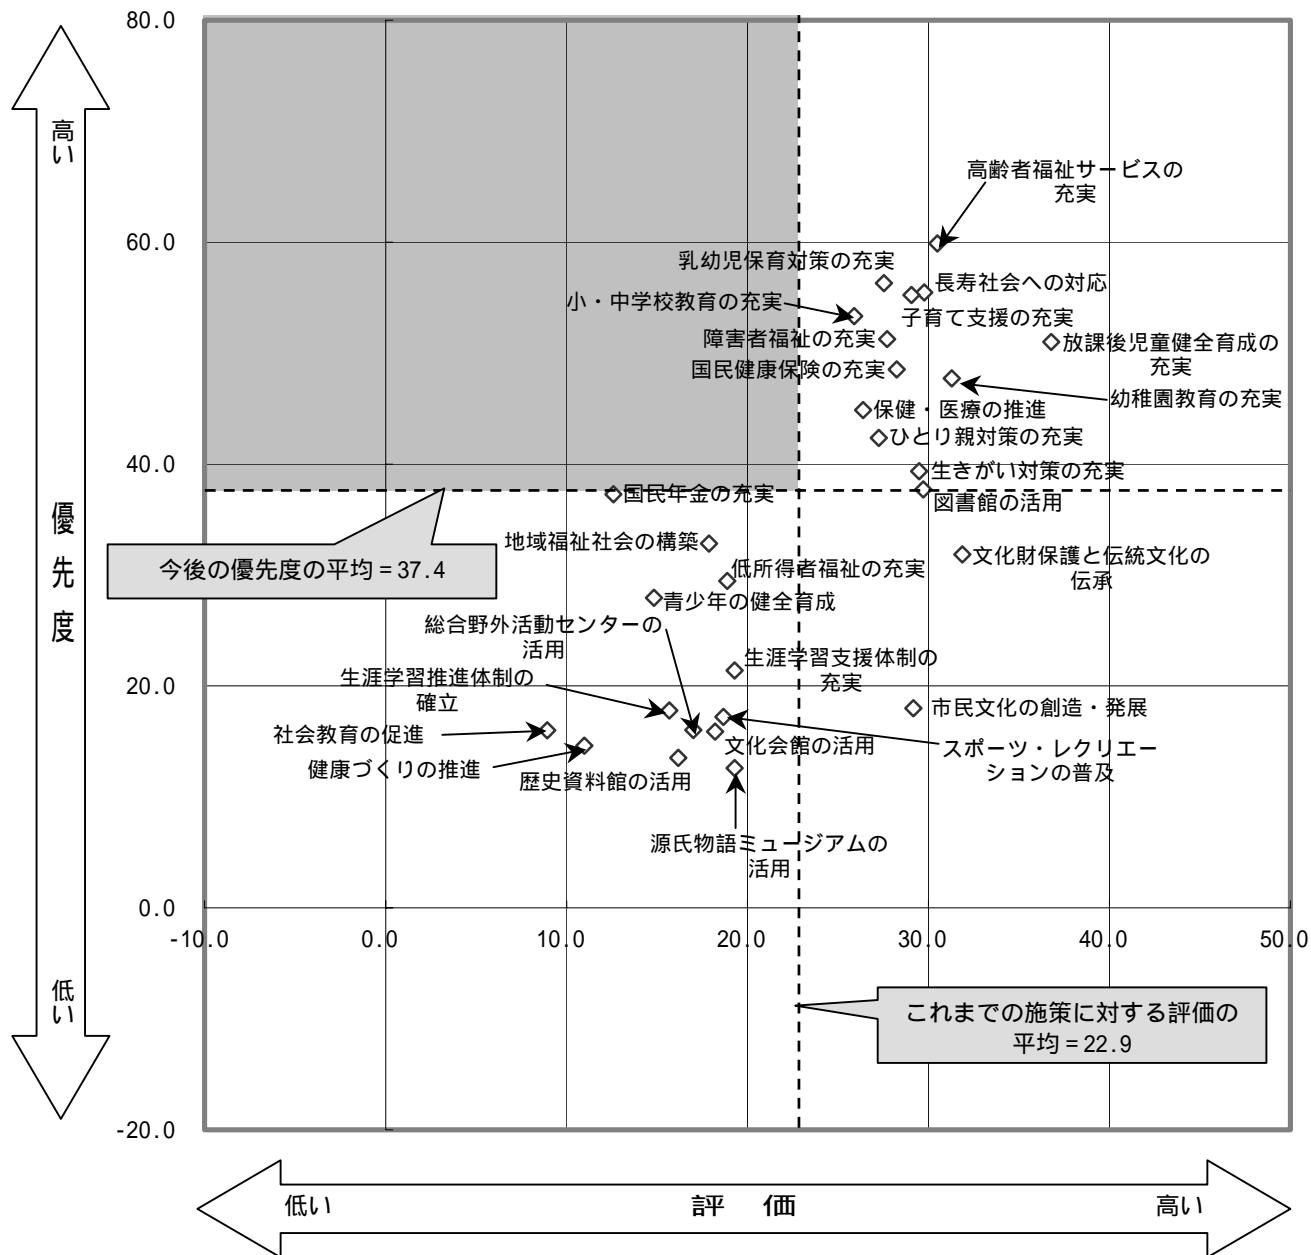 80.0
高い
高齢者福祉サービスの
充実
60.0
乳幼児保育対策の充実
長寿社会への対応
小・中学校教育の充実
子育て支援の充実
障害者福祉の充実
放課後児童健全育成の
充実
国民健康保険の充実
幼稚園教育の充実
保健・医療の推進
ひとり親対策の充実
40.0
生きがい対策の充実
国民年金の充実
図書館の活用
優先度
地域福祉社会の構築
文化財保護と伝統文化の
伝承
今後の優先度の平均=37.4
低所得者福祉の充実
青少年の健全育成
総合野外活動センターの
活用
生涯学習支援体制の
充実
生涯学習推進体制の
確立
20.0
市民文化の創造・発展
社会教育の促進
文化会館の活用
スポーツ・レクリエー
ションの普及
健康づくりの推進
歴史資料館の活用
源氏物語ミュージアムの
活用
0.0
-10.0 0.0 10.0 20.0 30.0 40.0 50.0
低い
これまでの施策に対する評価の
平均=22.9
-20.0
低い 評 価 高い